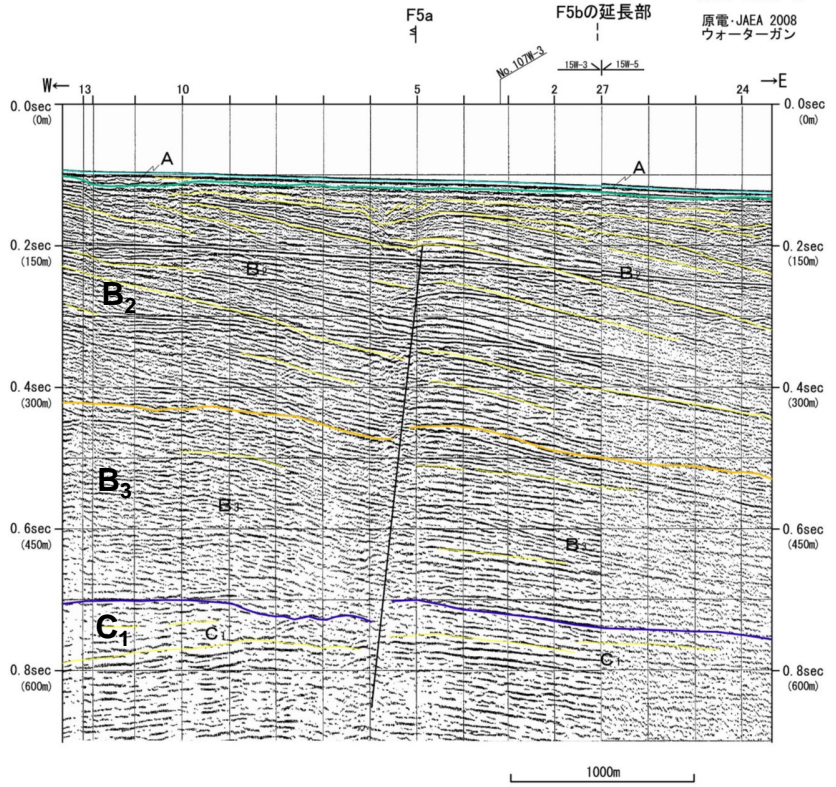 F5a
F5bの延長部
原電・JAEA 2008
ウォーターガン
No.107W-3
15W-3 15W-5
W← 13 10 5 2 27 24 →E
0.0sec
(0m)
0.0sec
(0m)
A
A
0.2sec
(150m)
0.2sec
(150m)
B₂
B₂
B₂
0.4sec
(300m)
0.4sec
(300m)
B₃
B₃
0.6sec
(450m)
0.6sec
(450m)
B₃
C₁
C₁
C₁
0.8sec
(600m)
0.8sec
(600m)
1000m